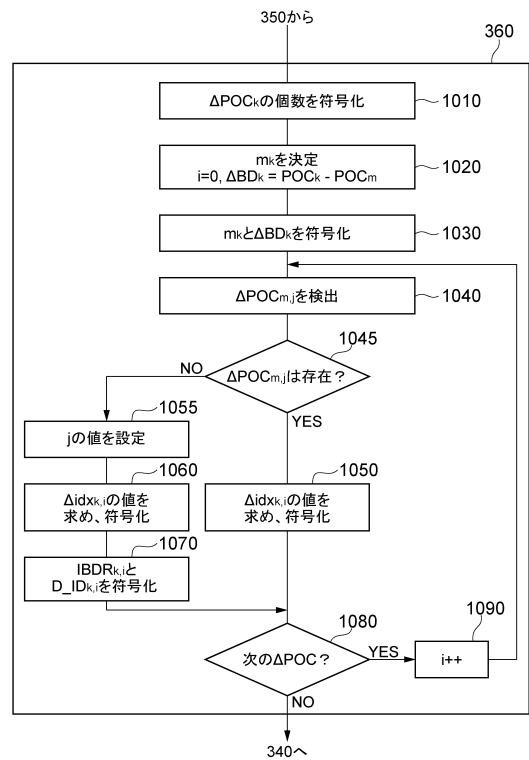 350から
360
ΔPOCkの個数を符号化
1010
mkを決定
i=0, ΔBDk = POCk - POCm
1020
mkとΔBDkを符号化
1030
ΔPOCm,jを検出
1040
1045
ΔPOCm,jは存在？
NO
YES
1055
jの値を設定
1060
Δidxk,iの値を
求め、符号化
1050
Δidxk,iの値を
求め、符号化
1070
IBDRk,iと
D_IDk,iを符号化
1080
次のΔPOC？
YES
1090
i++
NO
340へ